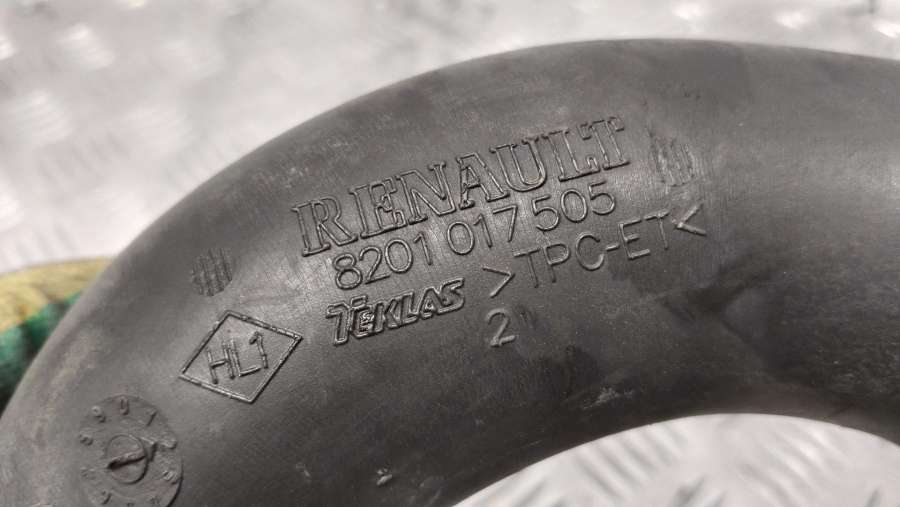 RENAULT
8201 017 505
TEKLAS >TPC-ET<
2
HL1